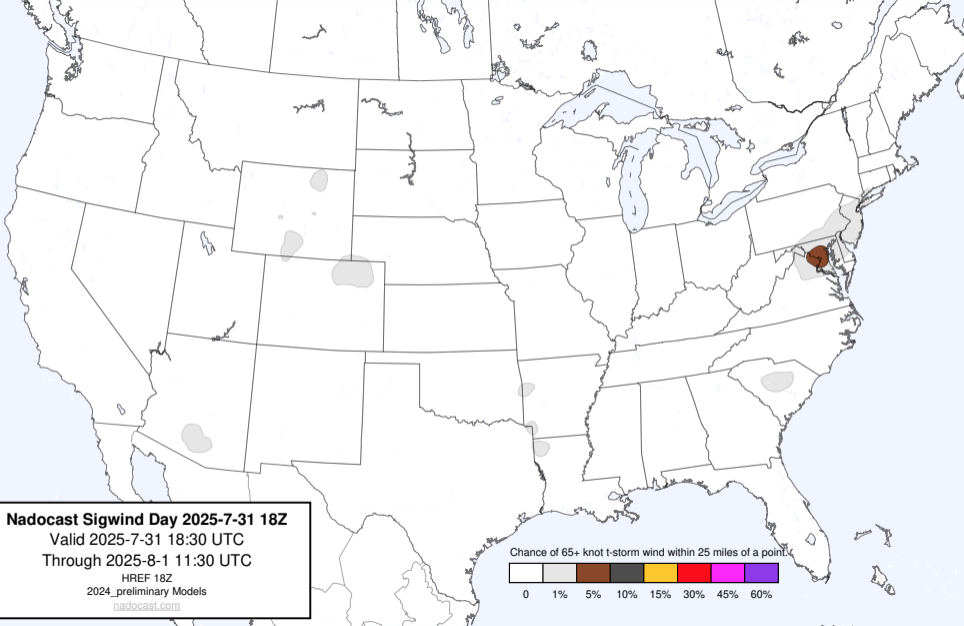 Nadocast Sigwind Day 2025-7-31 18Z
Valid 2025-7-31 18:30 UTC
Through 2025-8-1 11:30 UTC
HREF 18Z
2024_preliminary Models
nadocast.com
Chance of 65+ knot t-storm wind within 25 miles of a point.
0 1% 5% 10% 15% 30% 45% 60%